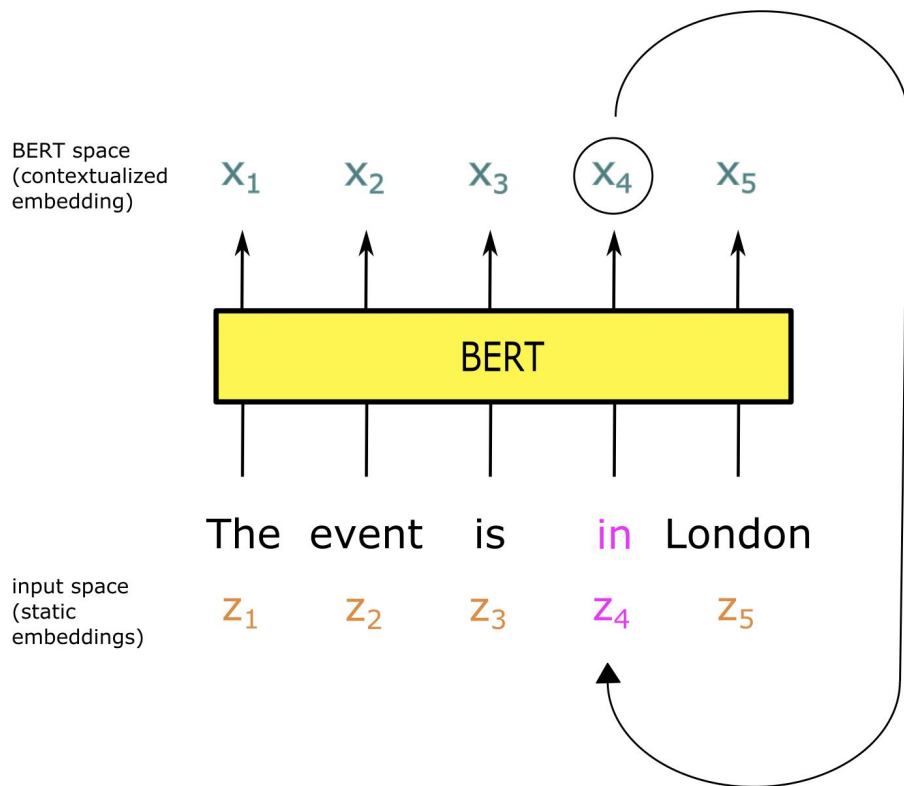 BERT space
(contextualized
embedding)
x₁ x₂ x₃ x₄ x₅
BERT
The event is in London
input space
(static
embeddings)
z₁ z₂ z₃ z₄ z₅